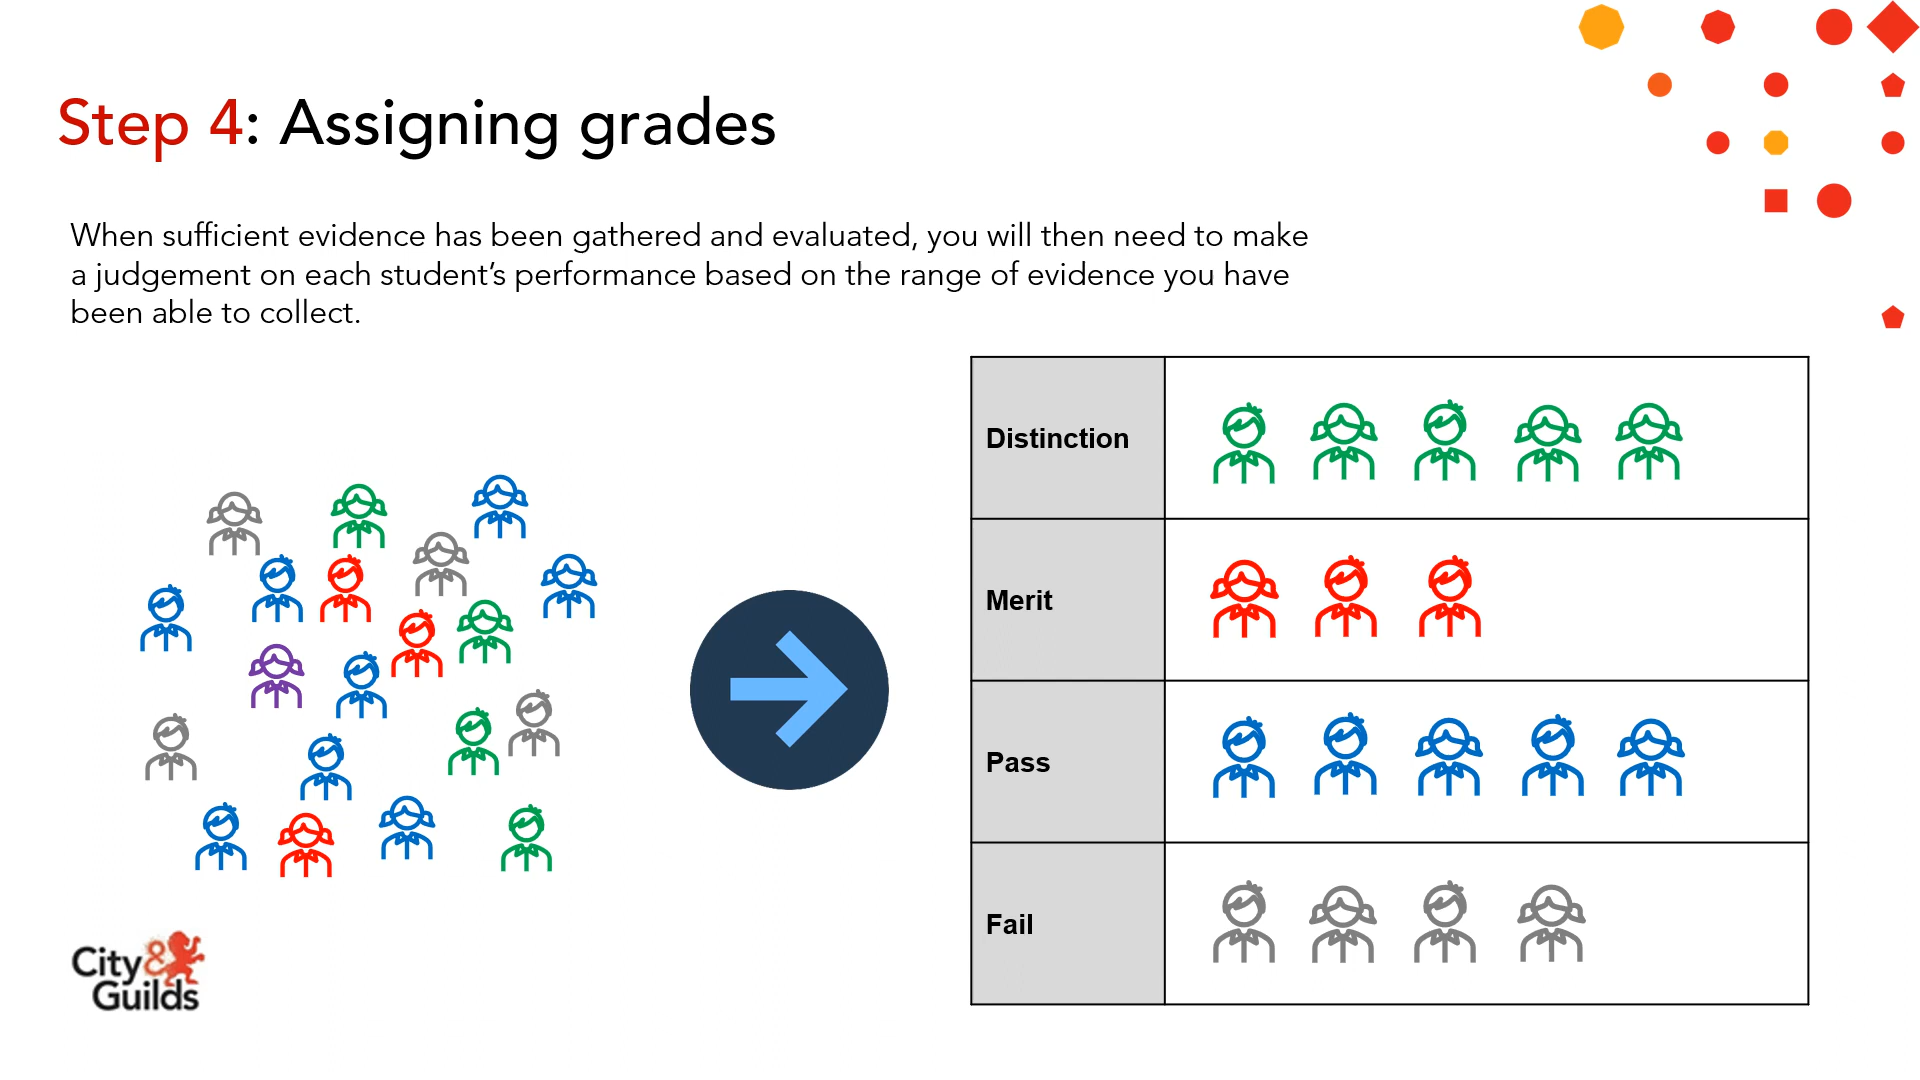 Step 4: Assigning grades
When sufficient evidence has been gathered and evaluated, you will then need to make
a judgement on each student’s performance based on the range of evidence you have
been able to collect.
Distinction
Merit
Pass
Fail
City&
Guilds